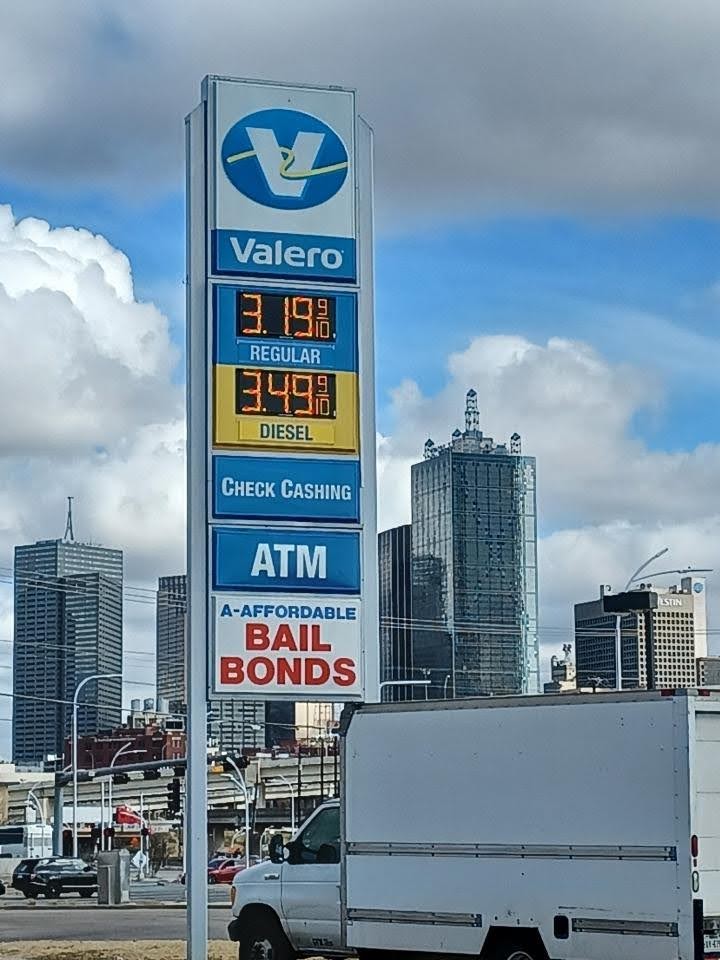 Valero
3.19 9/10
REGULAR
3.49 9/10
DIESEL
CHECK CASHING
ATM
A-AFFORDABLE
BAIL
BONDS